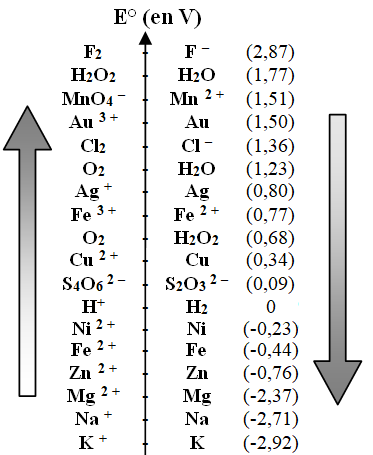 E° (en V)
F₂ F ⁻ (2,87)
H₂O₂ H₂O (1,77)
MnO₄ ⁻ Mn ²⁺ (1,51)
Au ³⁺ Au (1,50)
Cl₂ Cl ⁻ (1,36)
O₂ H₂O (1,23)
Ag ⁺ Ag (0,80)
Fe ³⁺ Fe ²⁺ (0,77)
O₂ H₂O₂ (0,68)
Cu ²⁺ Cu (0,34)
S₄O₆ ²⁻ S₂O₃ ²⁻ (0,09)
H⁺ H₂ 0
Ni ²⁺ Ni (-0,23)
Fe ²⁺ Fe (-0,44)
Zn ²⁺ Zn (-0,76)
Mg ²⁺ Mg (-2,37)
Na ⁺ Na (-2,71)
K ⁺ K (-2,92)